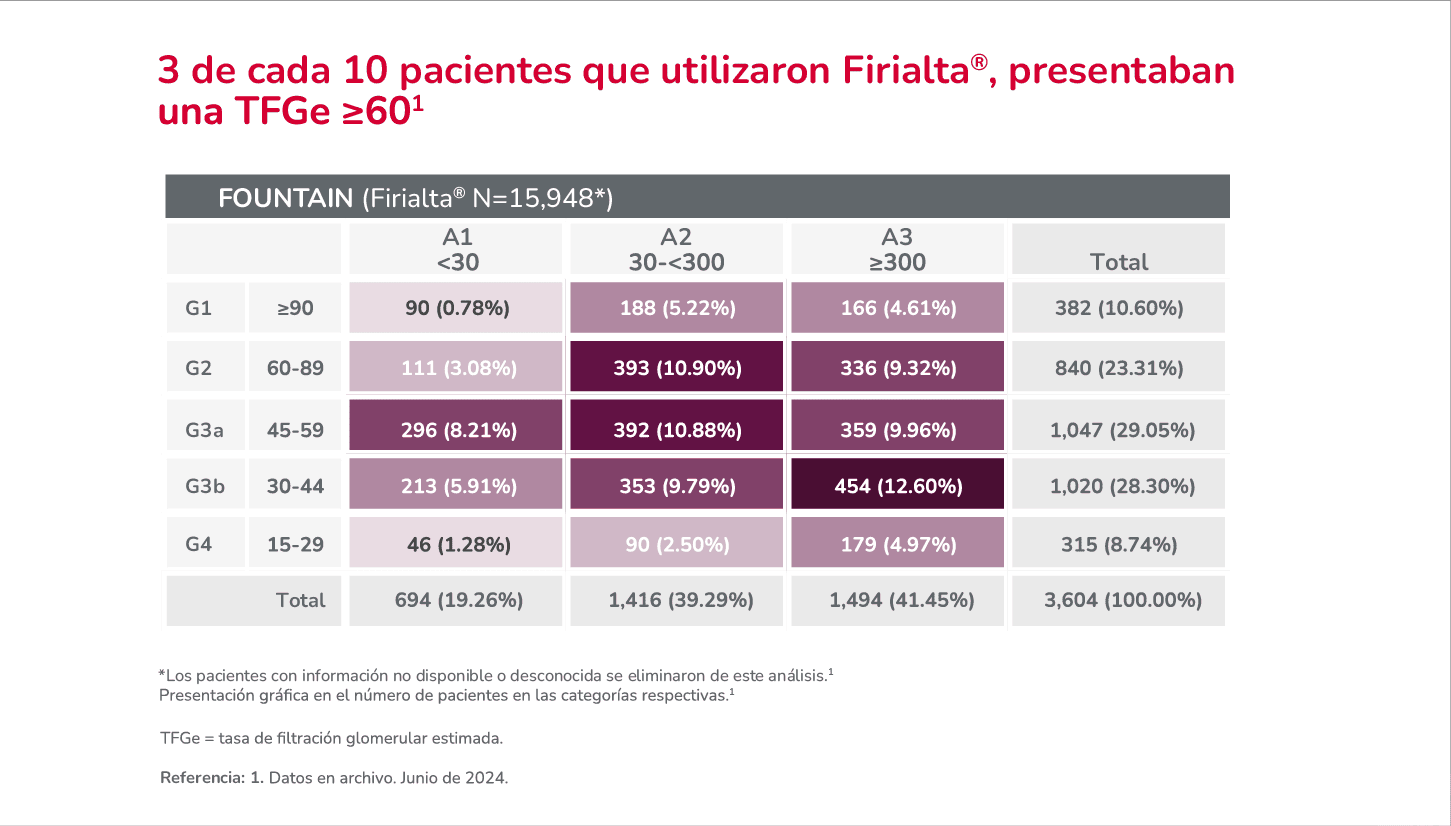 3 de cada 10 pacientes que utilizaron Firialta®, presentaban
una TFGe ≥60¹
FOUNTAIN (Firialta® N=15,948*)
A1 A2 A3
<30 30-<300 ≥300 Total
G1 ≥90 90 (0.78%) 188 (5.22%) 166 (4.61%) 382 (10.60%)
G2 60-89 111 (3.08%) 393 (10.90%) 336 (9.32%) 840 (23.31%)
G3a 45-59 296 (8.21%) 392 (10.88%) 359 (9.96%) 1,047 (29.05%)
G3b 30-44 213 (5.91%) 353 (9.79%) 454 (12.60%) 1,020 (28.30%)
G4 15-29 46 (1.28%) 90 (2.50%) 179 (4.97%) 315 (8.74%)
Total 694 (19.26%) 1,416 (39.29%) 1,494 (41.45%) 3,604 (100.00%)
*Los pacientes con información no disponible o desconocida se eliminaron de este análisis.¹
Presentación gráfica en el número de pacientes en las categorías respectivas.¹
TFGe = tasa de filtración glomerular estimada.
Referencia: 1. Datos en archivo. Junio de 2024.